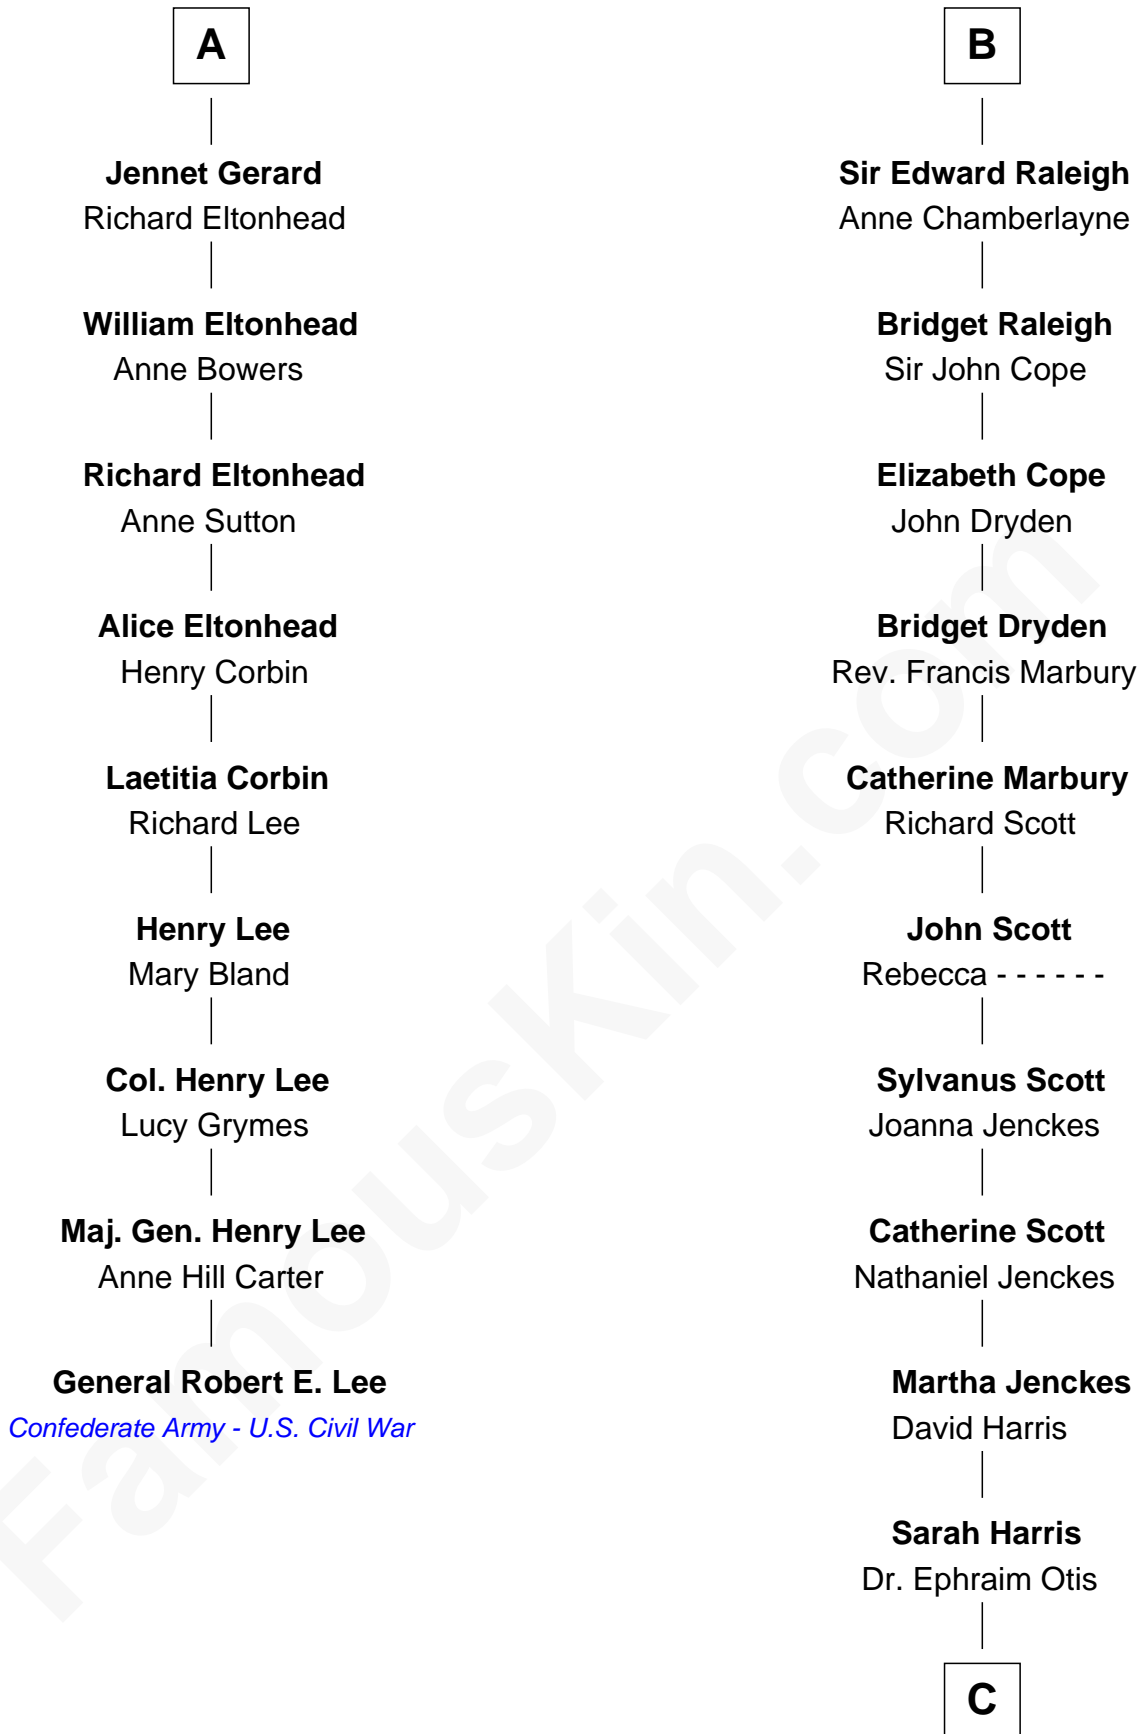 A
Jennet Gerard
Richard Eltonhead
William Eltonhead
Anne Bowers
Richard Eltonhead
Anne Sutton
Alice Eltonhead
Henry Corbin
Laetitia Corbin
Richard Lee
Henry Lee
Mary Bland
Col. Henry Lee
Lucy Grymes
Maj. Gen. Henry Lee
Anne Hill Carter
General Robert E. Lee
Confederate Army - U.S. Civil War
B
Sir Edward Raleigh
Anne Chamberlayne
Bridget Raleigh
Sir John Cope
Elizabeth Cope
John Dryden
Bridget Dryden
Rev. Francis Marbury
Catherine Marbury
Richard Scott
John Scott
Rebecca - - - - - -
Sylvanus Scott
Joanna Jenckes
Catherine Scott
Nathaniel Jenckes
Martha Jenckes
David Harris
Sarah Harris
Dr. Ephraim Otis
C
FamousKin.com